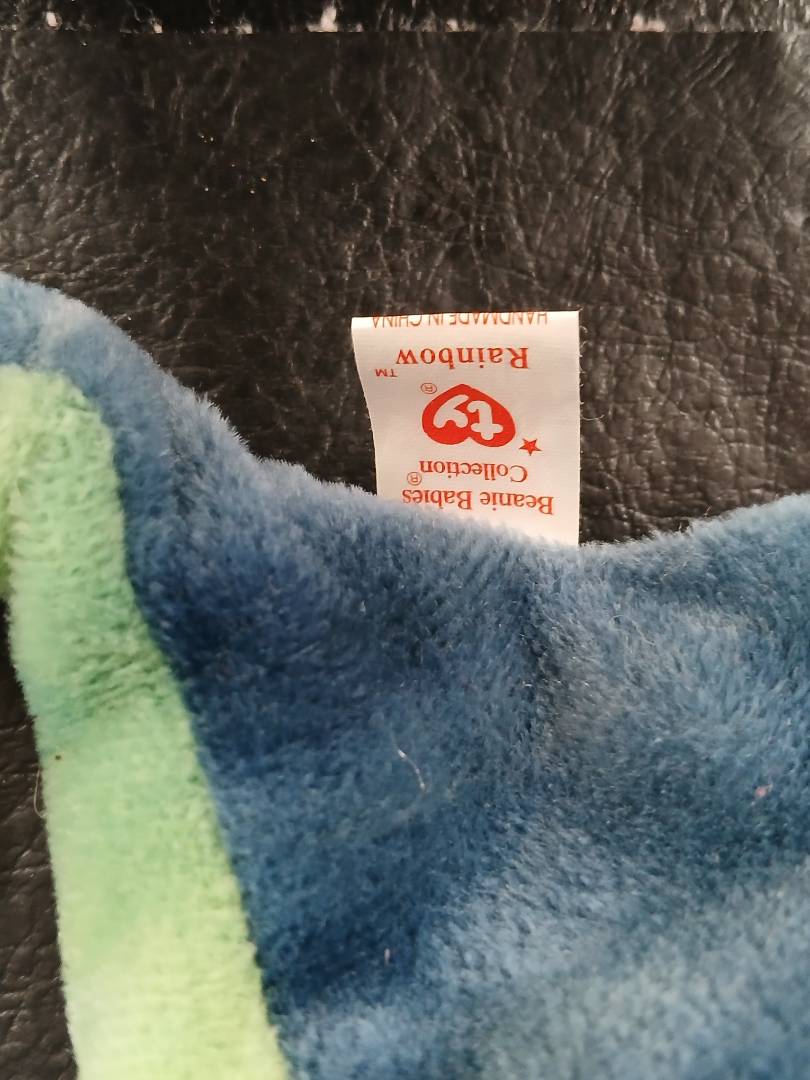 Beanie Babies®
Collection
ty®
Rainbow™
HANDMADE IN CHINA